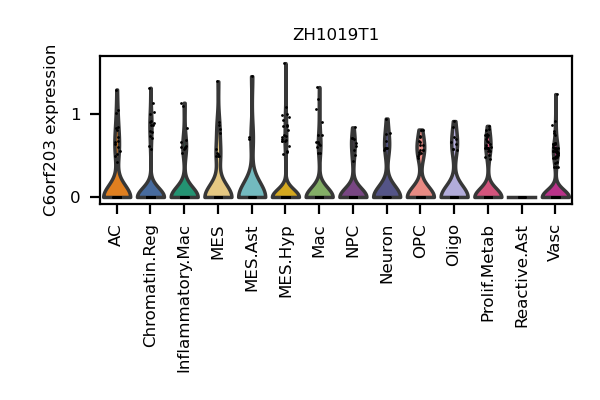 ZH1019T1
C6orf203 expression
1
0
AC
Chromatin.Reg
Inflammatory.Mac
MES
MES.Ast
MES.Hyp
Mac
NPC
Neuron
OPC
Oligo
Prolif.Metab
Reactive.Ast
Vasc